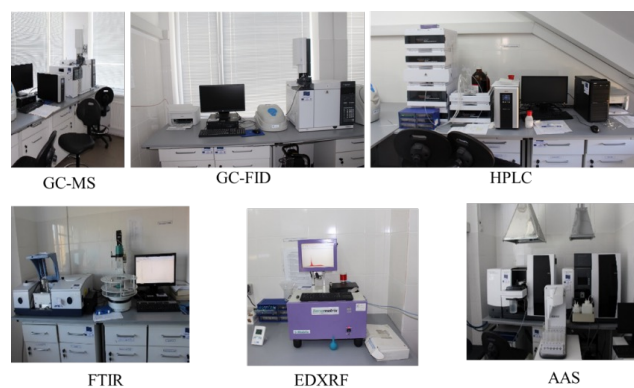 GC-MS
GC-FID
HPLC
FTIR
EDXRF
AAS